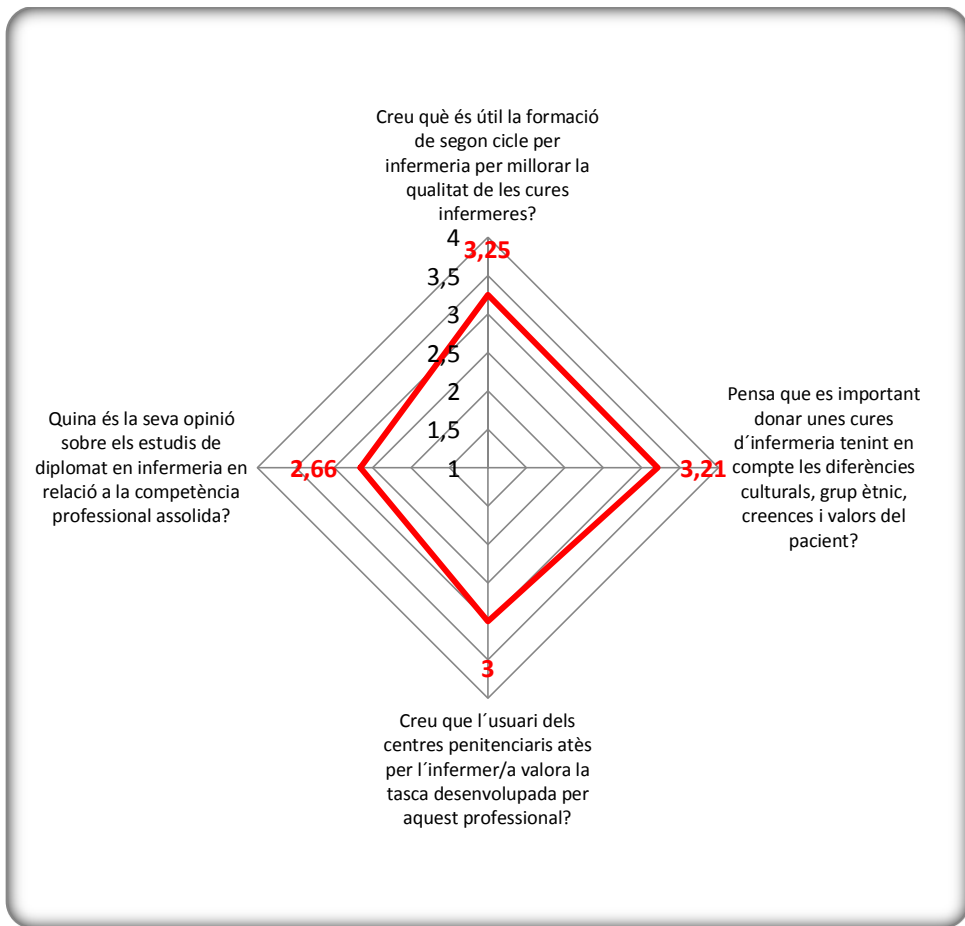 Creu què és útil la formació
de segon cicle per
infermeria per millorar la
qualitat de les cures
infermeres?
4
3,25
3,5
3
2,5
2
1,5
1
Pensa que es important
donar unes cures
d´infermeria tenint en
compte les diferències
culturals, grup ètnic,
creences i valors del
pacient?
3,21
3
Creu que l´usuari dels
centres penitenciaris atès
per l´infermer/a valora la
tasca desenvolupada per
aquest professional?
Quina és la seva opinió
sobre els estudis de
diplomat en infermeria en
relació a la competència
professional assolida?
2,66